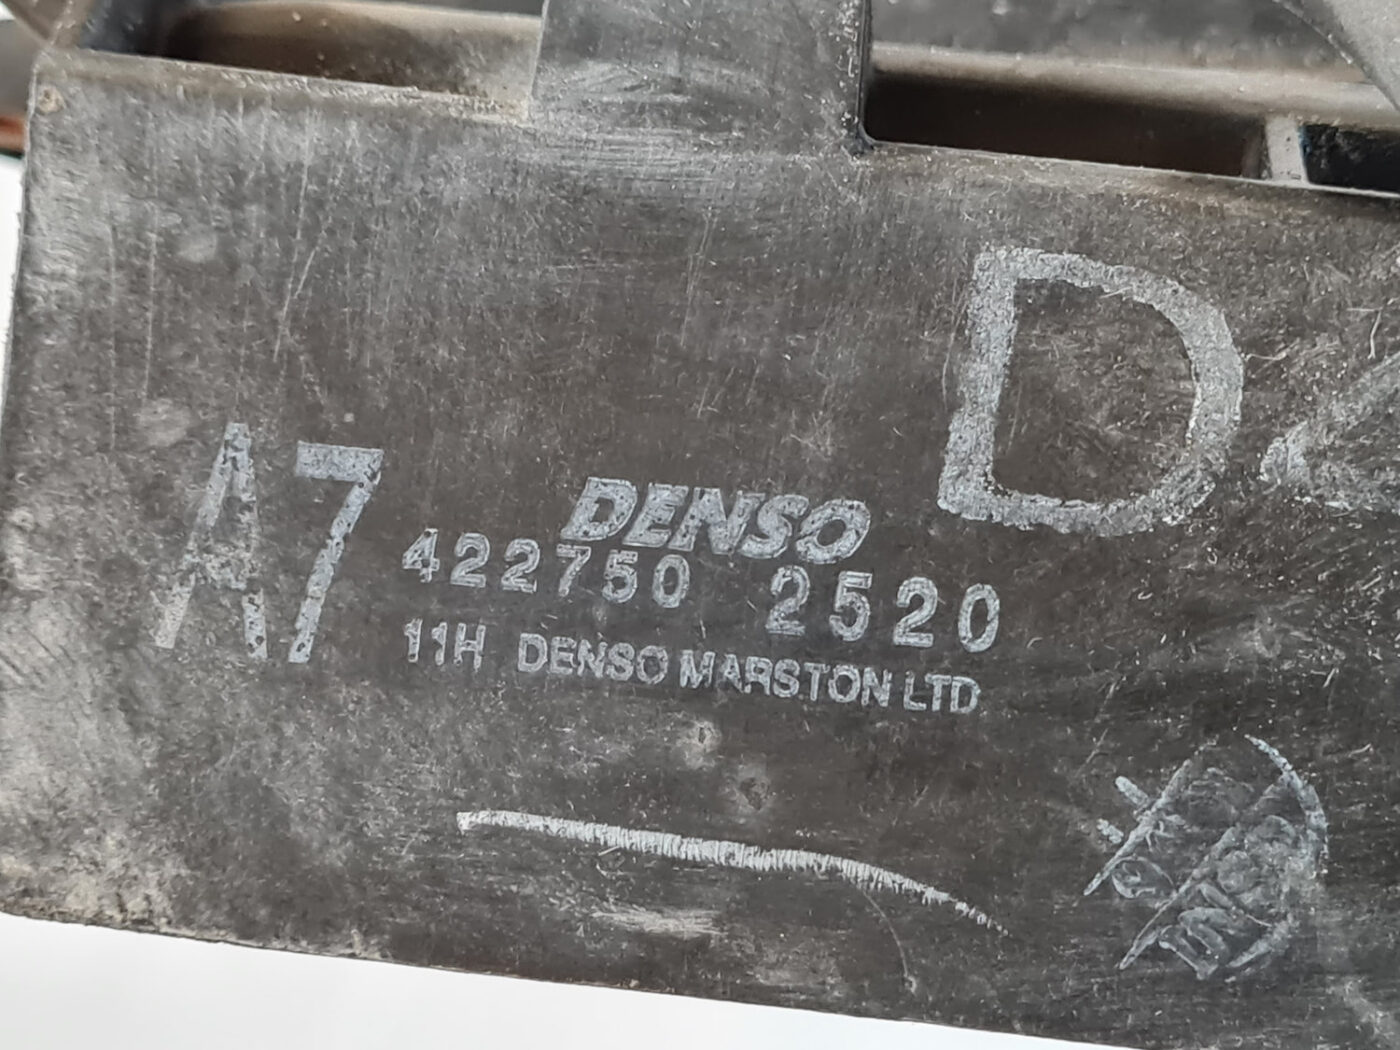 D
A7
DENSO
422750 2520
11H DENSO MARSTON LTD